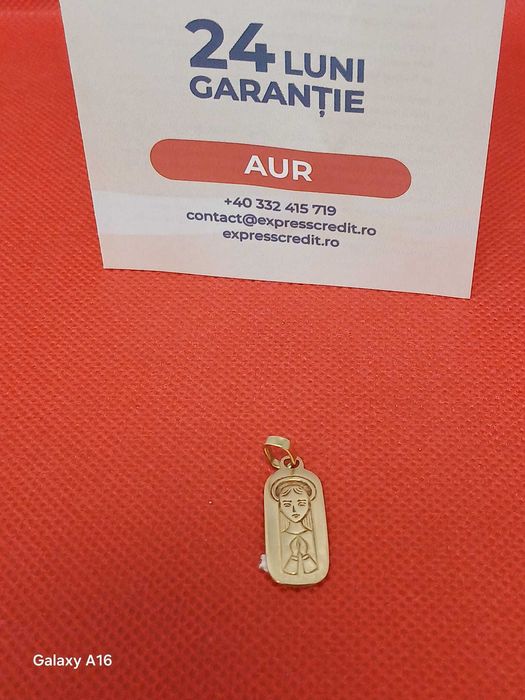 24 LUNI
GARANȚIE
AUR
+40 332 415 719
contact@expresscredit.ro
expresscredit.ro
Galaxy A16